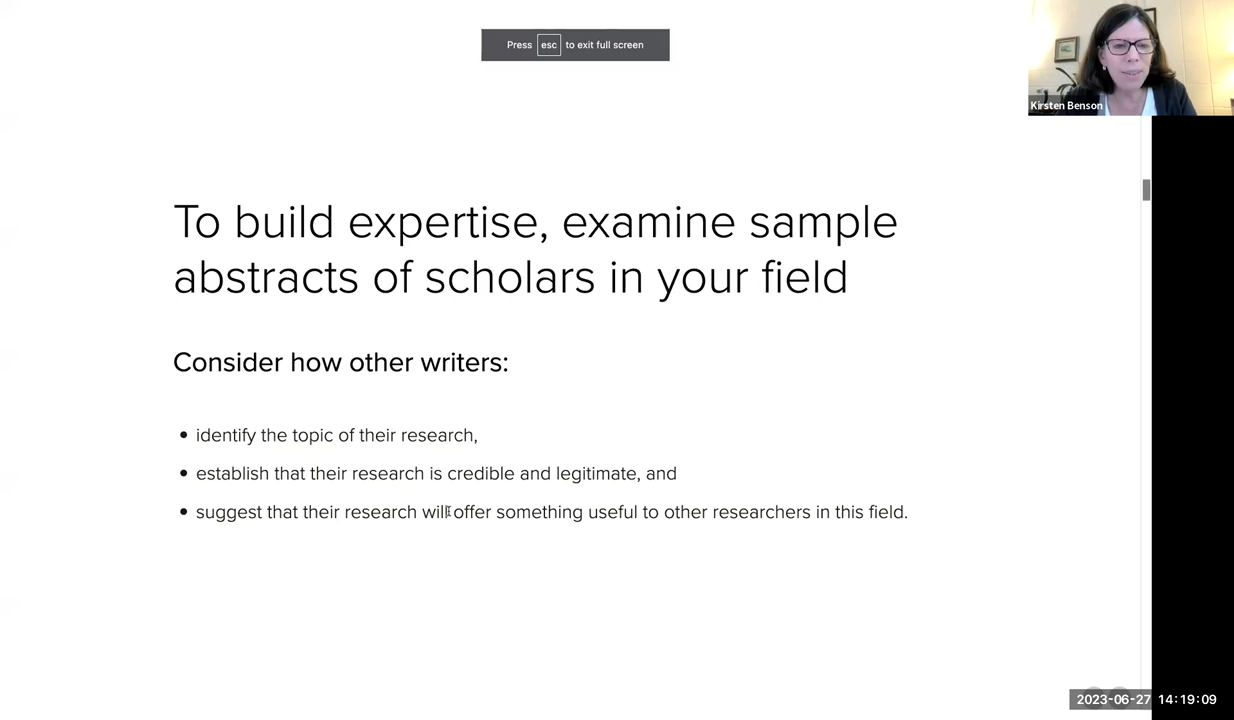 Press esc to exit full screen
Kirsten Benson
To build expertise, examine sample
abstracts of scholars in your field
Consider how other writers:
• identify the topic of their research,
• establish that their research is credible and legitimate, and
• suggest that their research will offer something useful to other researchers in this field.
2023-06-27 14:19:09